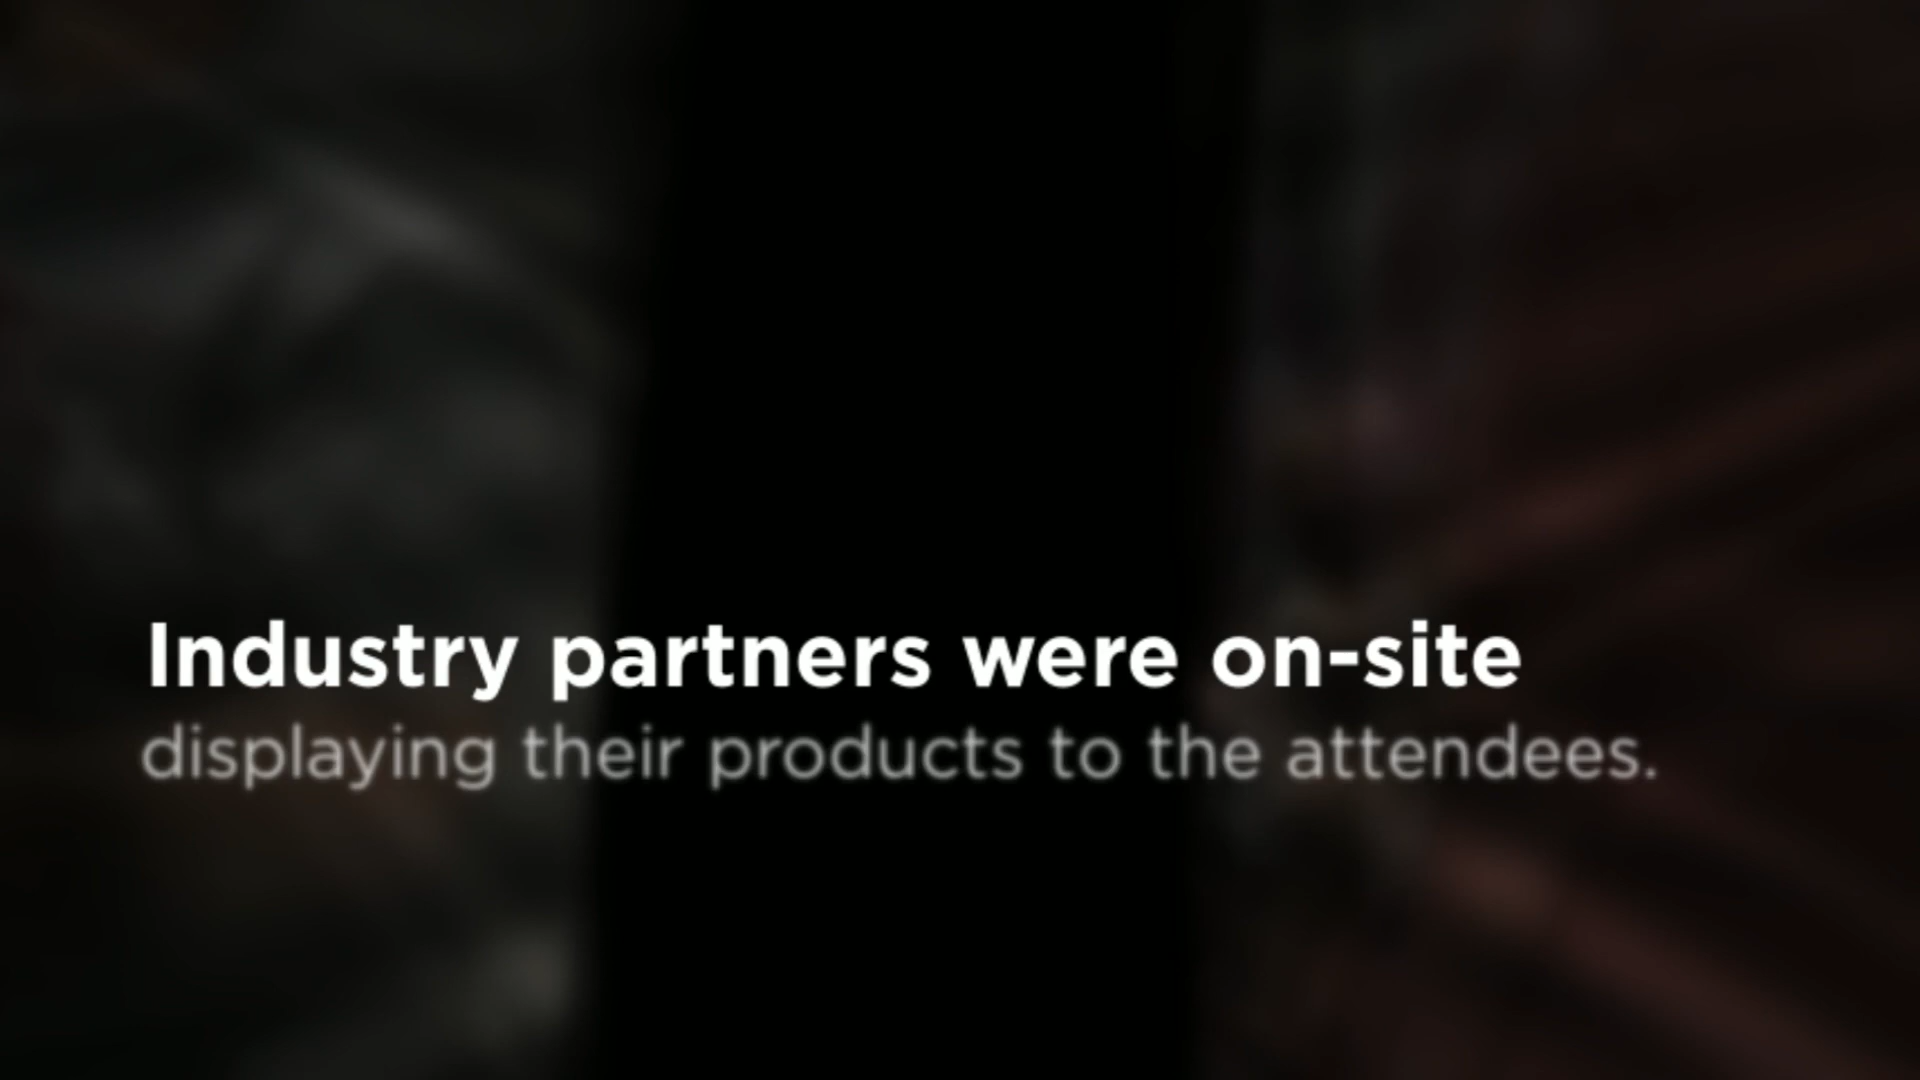 Industry partners were on-site
displaying their products to the attendees.